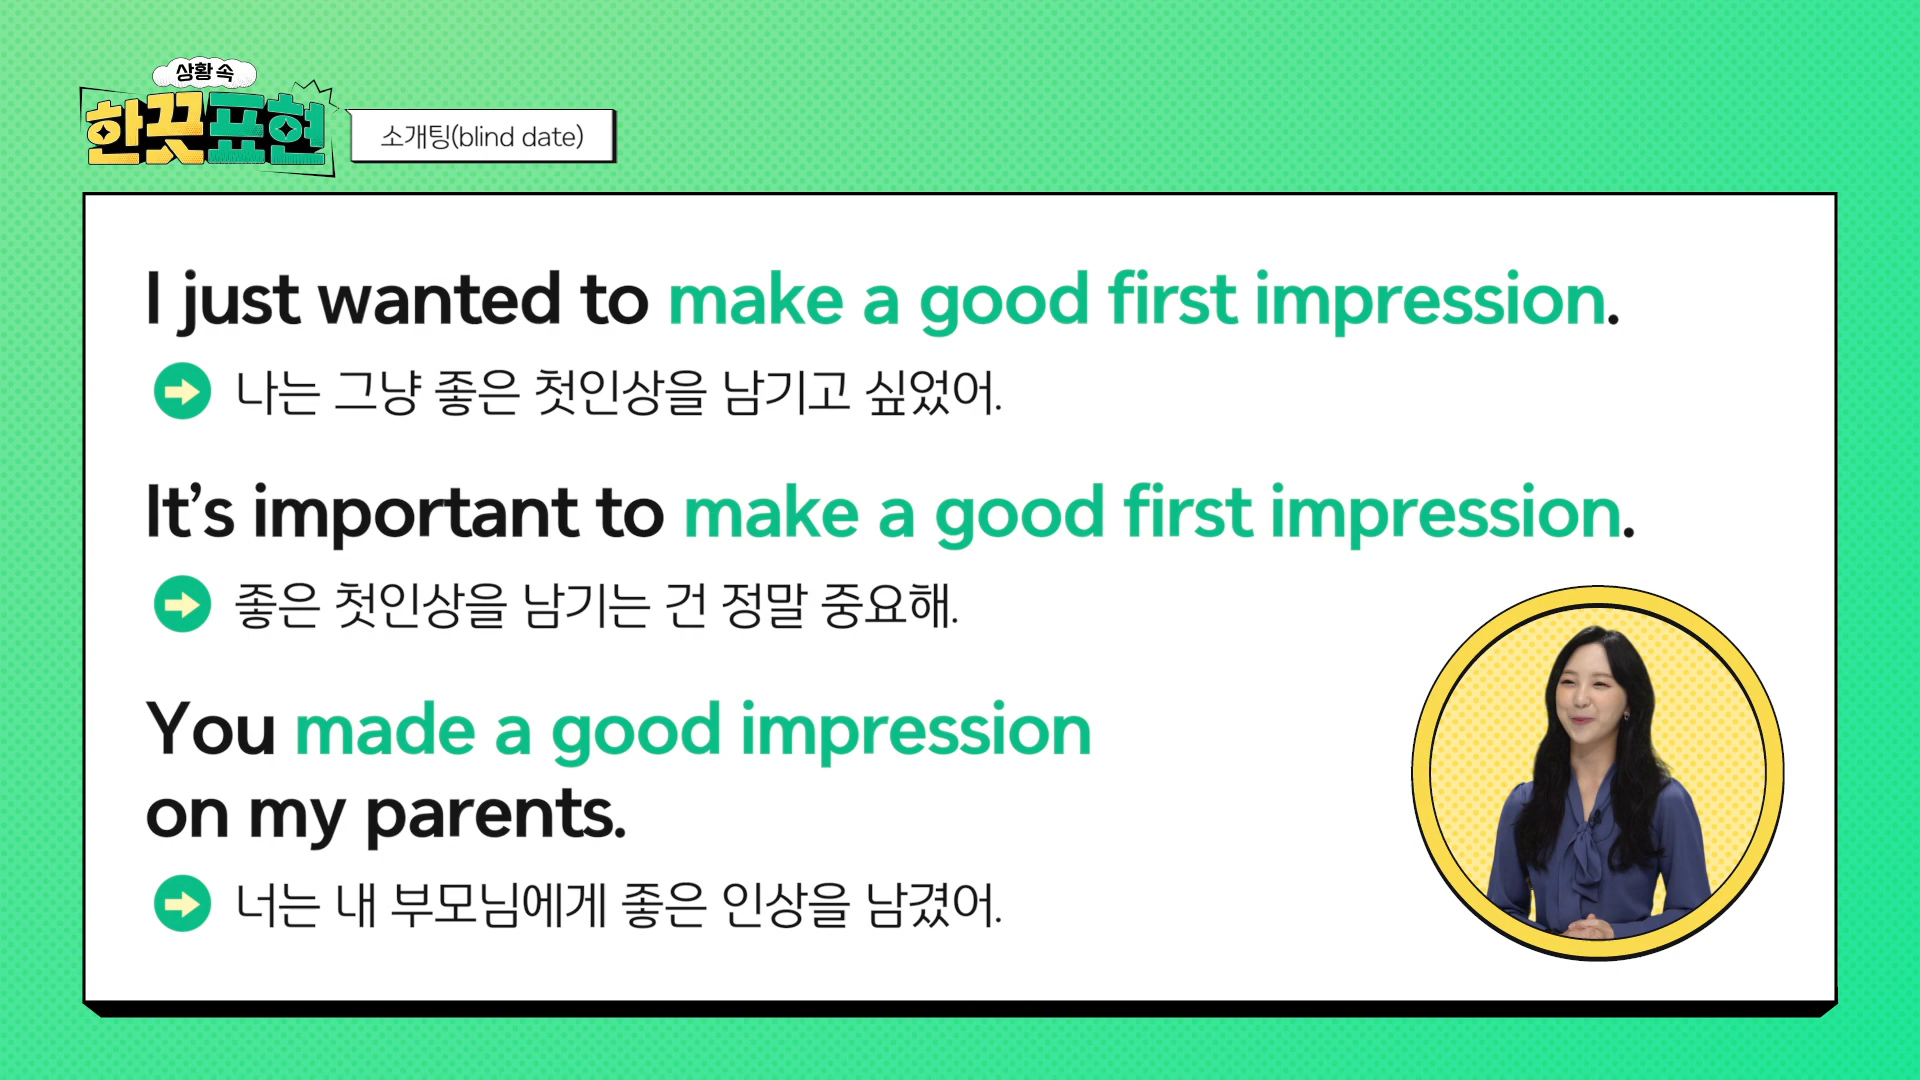 상황 속
한끗표현
소개팅(blind date)
I just wanted to make a good first impression.
나는 그냥 좋은 첫인상을 남기고 싶었어.
It’s important to make a good first impression.
좋은 첫인상을 남기는 건 정말 중요해.
You made a good impression
on my parents.
너는 내 부모님에게 좋은 인상을 남겼어.